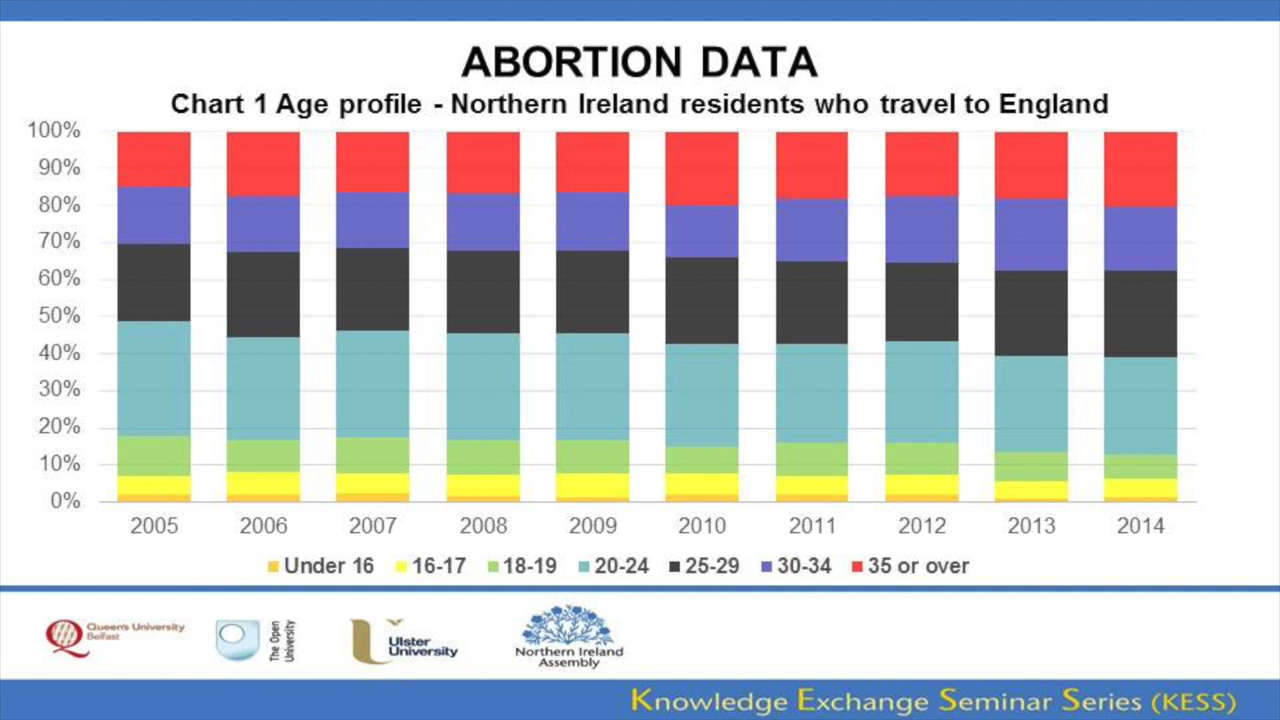 ABORTION DATA
Chart 1 Age profile - Northern Ireland residents who travel to England
100%
90%
80%
70%
60%
50%
40%
30%
20%
10%
0%
2005 2006 2007 2008 2009 2010 2011 2012 2013 2014
Under 16 16-17 18-19 20-24 25-29 30-34 35 or over
Queen's University
Belfast
The Open
University
Ulster
University
Northern Ireland
Assembly
Knowledge Exchange Seminar Series (KESS)